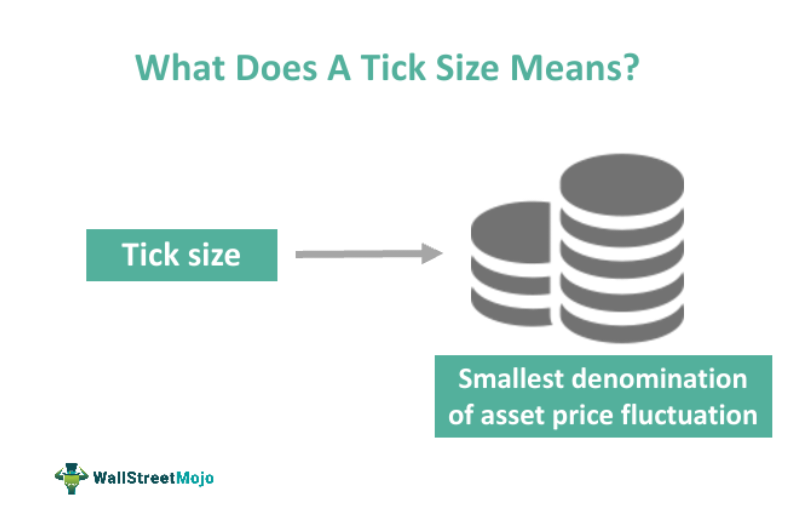 What Does A Tick Size Means?
Tick size
Smallest denomination
of asset price fluctuation
WallStreetMojo